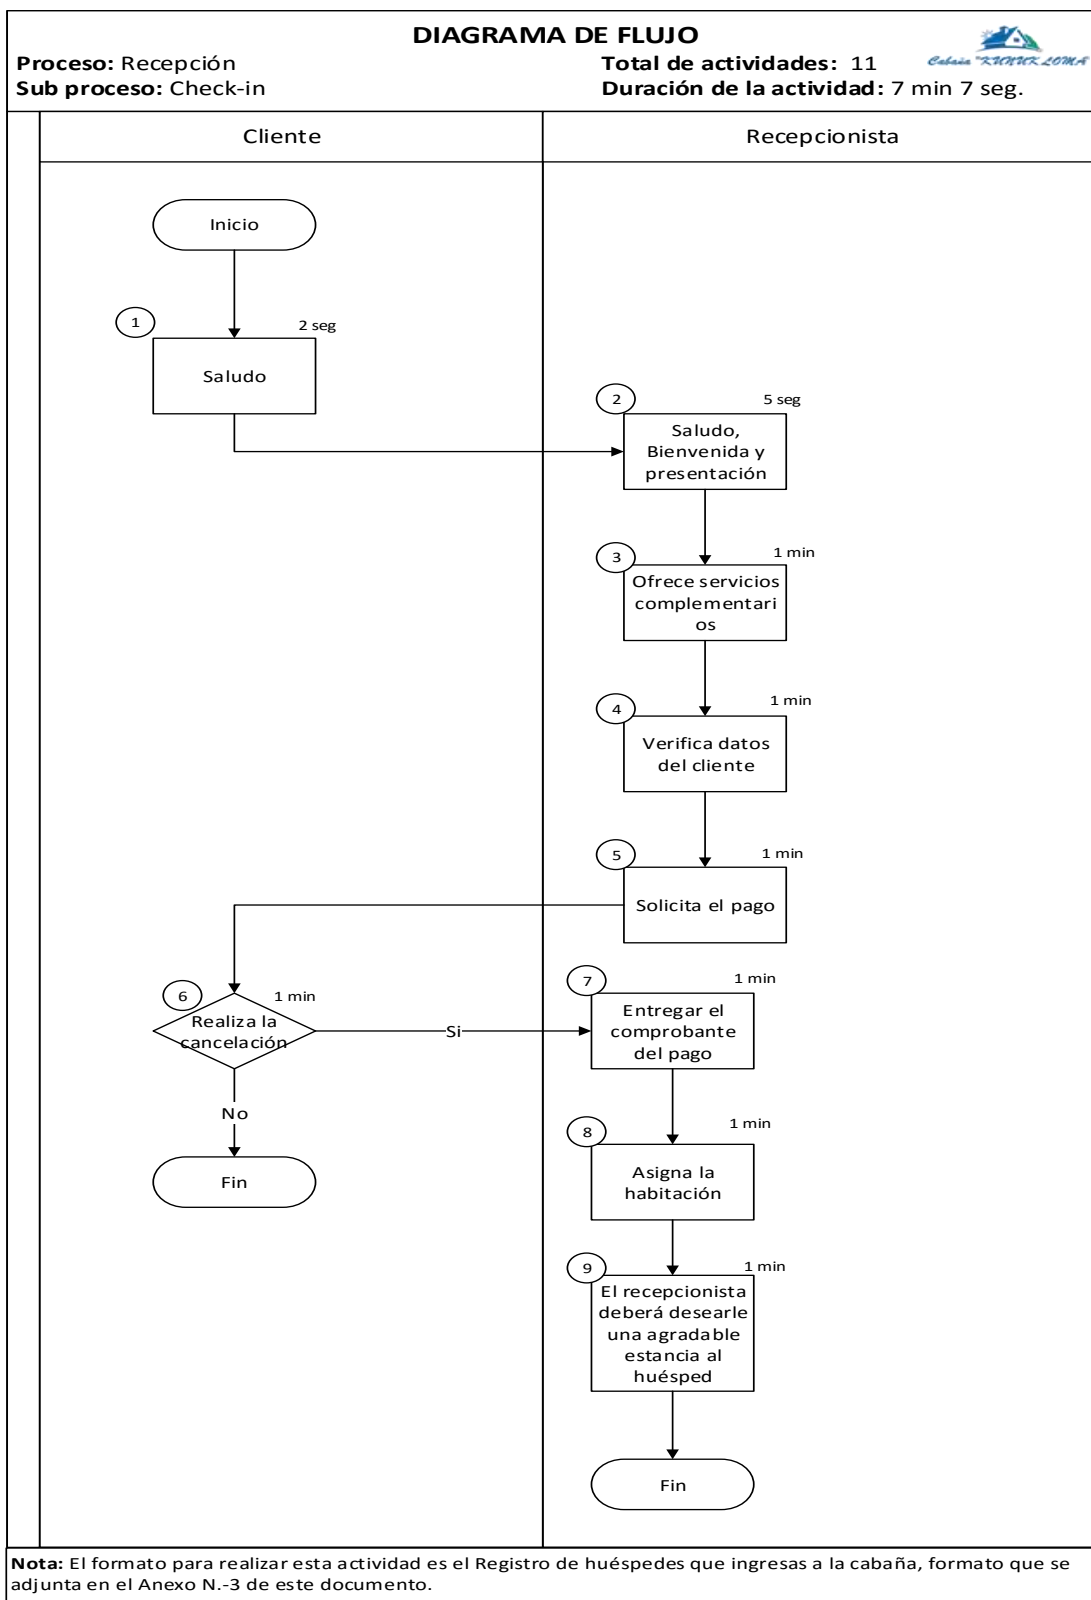 DIAGRAMA DE FLUJO
Proceso: Recepción
Total de actividades: 11
Cabaña "KUNUK LOMA"
Sub proceso: Check-in
Duración de la actividad: 7 min 7 seg.
Cliente
Recepcionista
Inicio
1
2 seg
Saludo
2
5 seg
Saludo,
Bienvenida y
presentación
3
1 min
Ofrece servicios
complementari
os
4
1 min
Verifica datos
del cliente
5
1 min
Solicita el pago
6
1 min
Realiza la
cancelación
Si
No
Fin
7
1 min
Entregar el
comprobante
del pago
8
1 min
Asigna la
habitación
9
1 min
El recepcionista
deberá desearle
una agradable
estancia al
huésped
Fin
Nota: El formato para realizar esta actividad es el Registro de huéspedes que ingresas a la cabaña, formato que se
adjunta en el Anexo N.-3 de este documento.